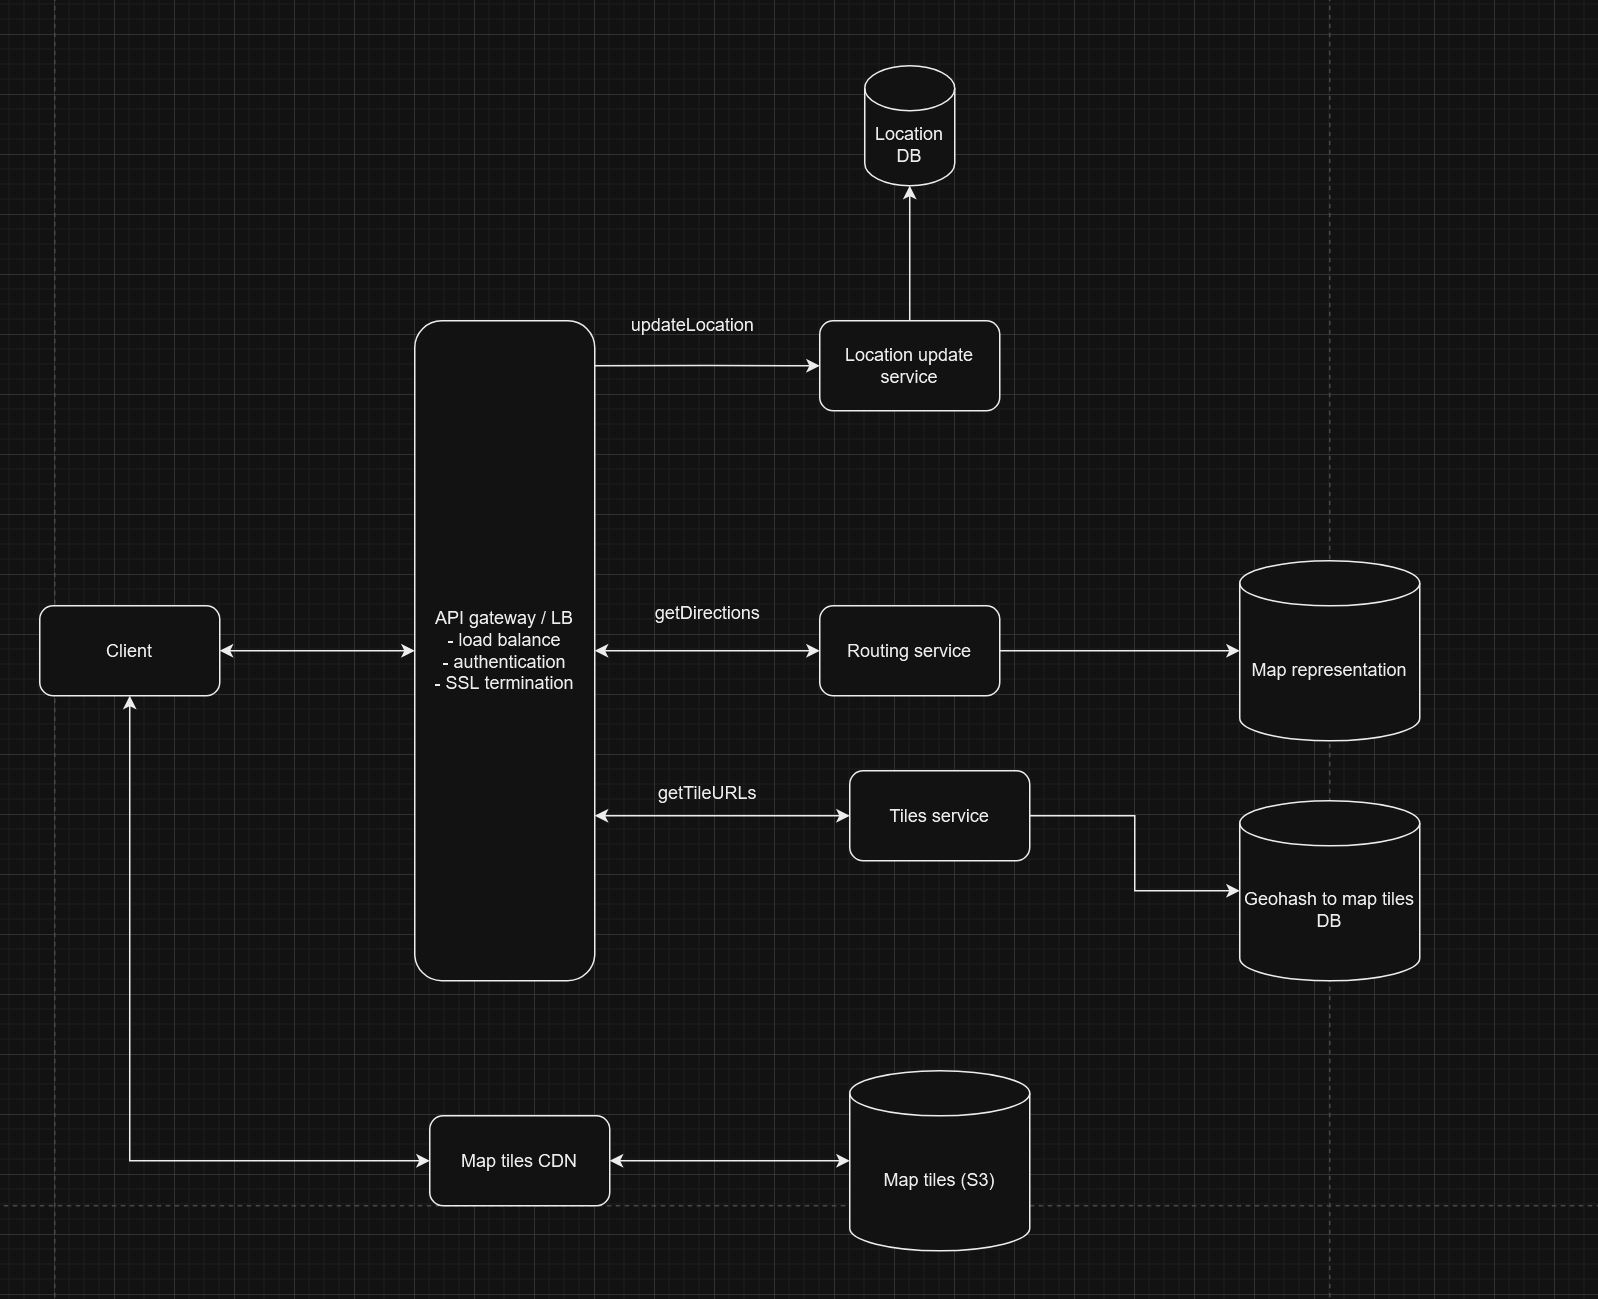 Location
DB
updateLocation
Location update
service
Client
API gateway / LB
- load balance
- authentication
- SSL termination
getDirections
Routing service
Map representation
getTileURLs
Tiles service
Geohash to map tiles
DB
Map tiles CDN
Map tiles (S3)